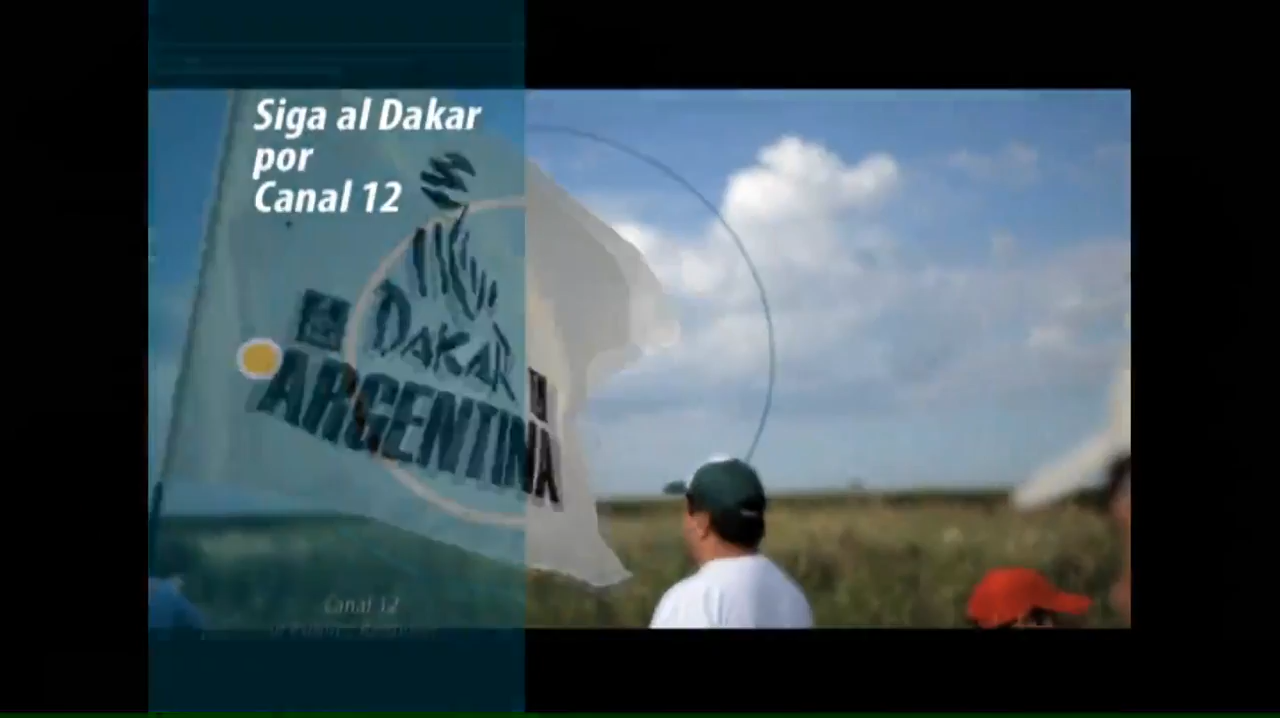 Siga al Dakar
por
Canal 12
DAKAR
ARGENTINA
Canal 12